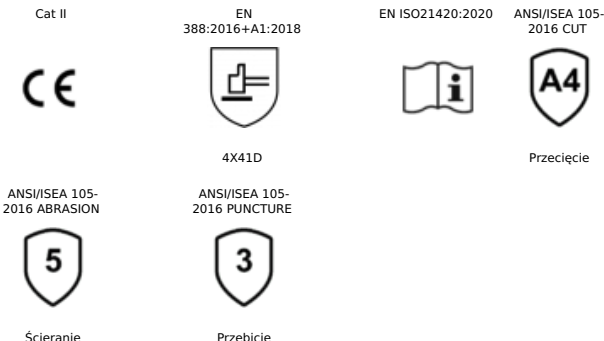 Cat II
EN
388:2016+A1:2018
EN ISO21420:2020
ANSI/ISEA 105-
2016 CUT
CE
i
A4
4X41D
Przecięcie
ANSI/ISEA 105-
2016 ABRASION
ANSI/ISEA 105-
2016 PUNCTURE
5
3
Ścieranie
Przebicie